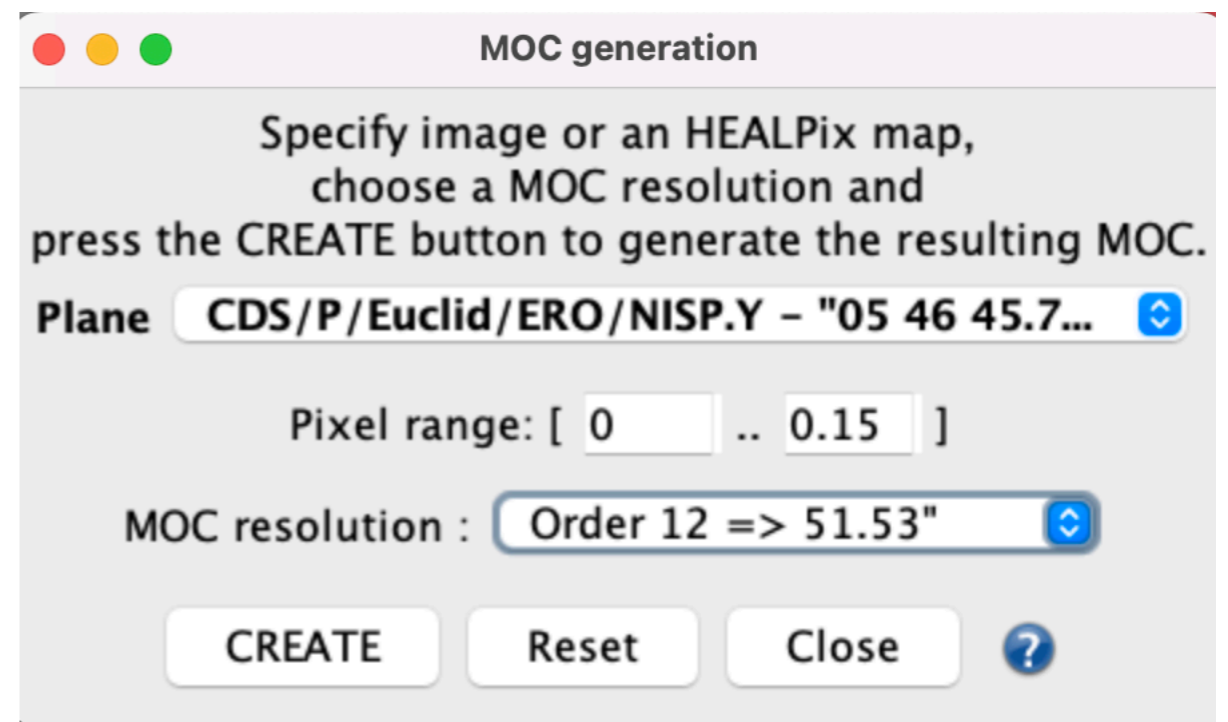 MOC generation
Specify image or an HEALPix map,
choose a MOC resolution and
press the CREATE button to generate the resulting MOC.
Plane CDS/P/Euclid/ERO/NISP.Y – "05 46 45.7...
Pixel range: [ 0 .. 0.15 ]
MOC resolution : Order 12 => 51.53"
CREATE Reset Close ?